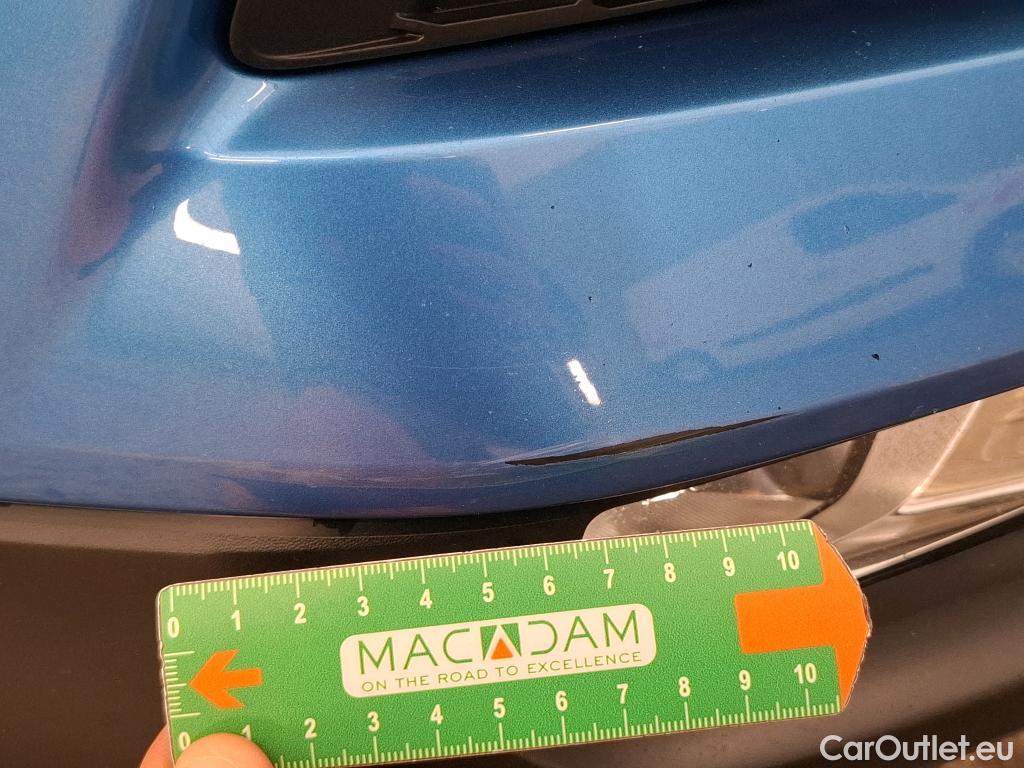 0 1 2 3 4 5 6 7 8 9 10
MACADAM
ON THE ROAD TO EXCELLENCE
0 1 2 3 4 5 6 7 8 9 10
CarOutlet.eu